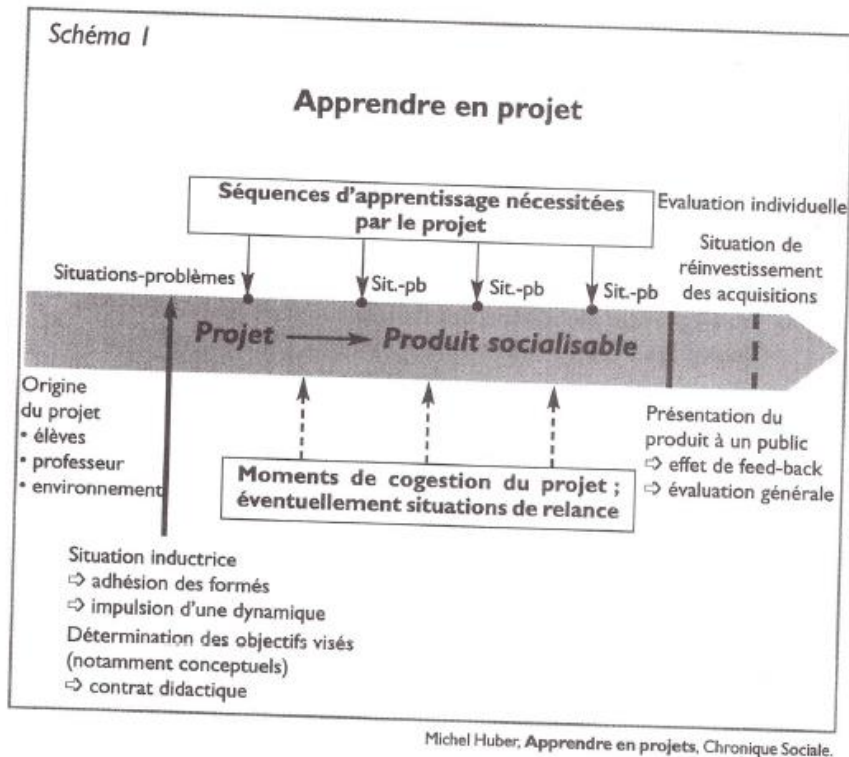 Schéma 1
Apprendre en projet
Séquences d'apprentissage nécessitées
par le projet
Evaluation individuelle
Situation de
réinvestissement
des acquisitions
Situations-problèmes
Sit.-pb
Sit.-pb
Sit.-pb
Projet
Produit socialisable
Origine
du projet
• élèves
• professeur
• environnement
Moments de cogestion du projet ;
éventuellement situations de relance
Présentation du
produit à un public
⇨ effet de feed-back
⇨ évaluation générale
Situation inductrice
⇨ adhésion des formés
⇨ impulsion d'une dynamique
Détermination des objectifs visés
(notamment conceptuels)
⇨ contrat didactique
Michel Huber, Apprendre en projets, Chronique Sociale.